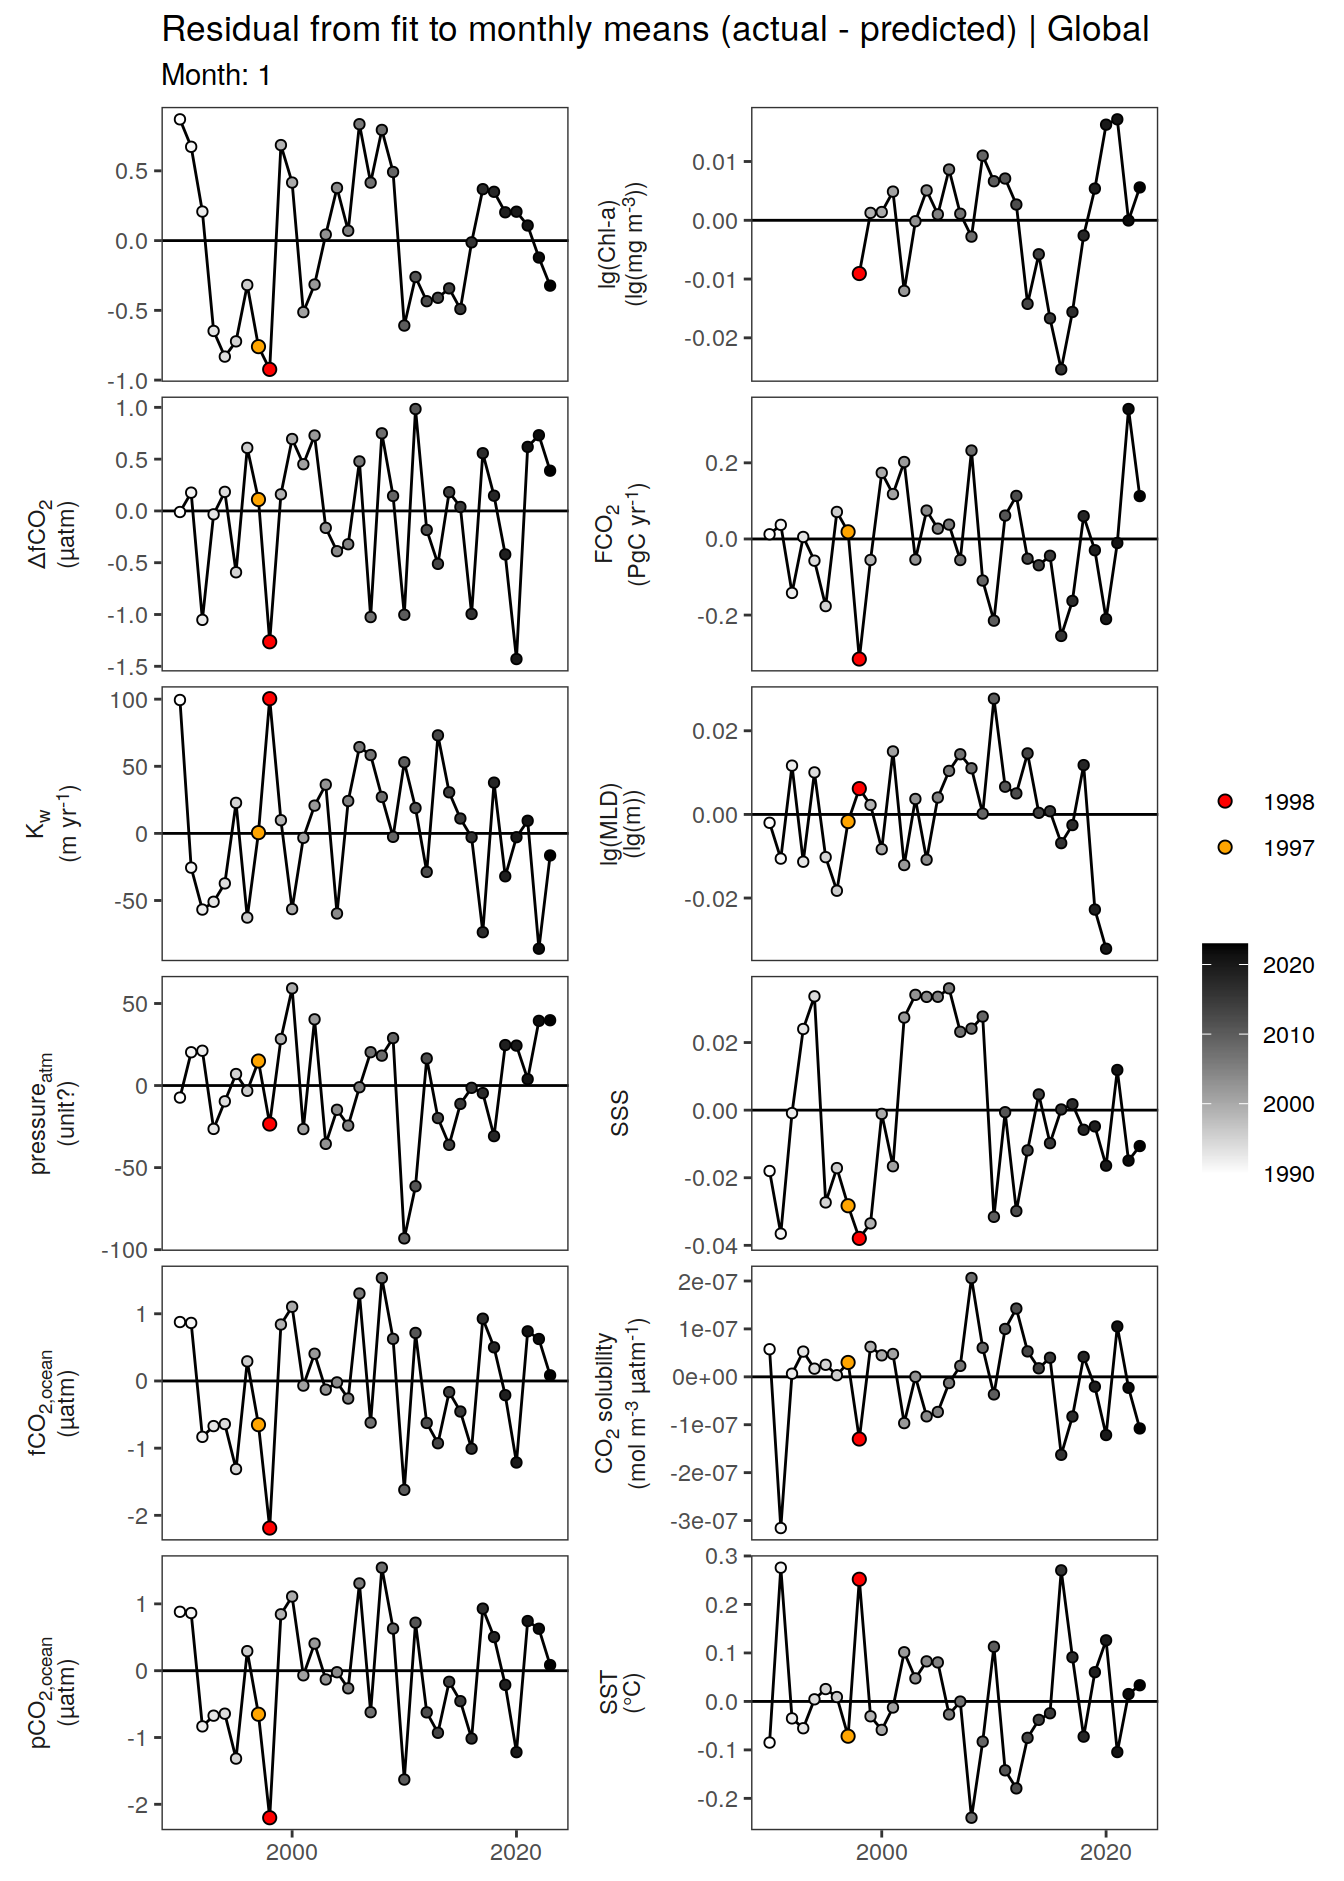 Residual from fit to monthly means (actual - predicted) | Global
Month: 1
0.5
0.0
-0.5
-1.0
lg(Chl-a)
(lg(mg m-3))
0.01
0.00
-0.01
-0.02
ΔfCO2
(µatm)
1.0
0.5
0.0
-0.5
-1.0
-1.5
FCO2
(PgC yr-1)
0.2
0.0
-0.2
Kw
(m yr-1)
100
50
0
-50
lg(MLD)
(lg(m))
0.02
0.00
-0.02
pressureatm
(unit?)
50
0
-50
-100
SSS
0.02
0.00
-0.02
-0.04
fCO2,ocean
(µatm)
1
0
-1
-2
CO2 solubility
(mol m-3 µatm-1)
2e-07
1e-07
0e+00
-1e-07
-2e-07
-3e-07
pCO2,ocean
(µatm)
1
0
-1
-2
SST
(°C)
0.3
0.2
0.1
0.0
-0.1
-0.2
2000 2020
2000 2020
1998
1997
2020
2010
2000
1990